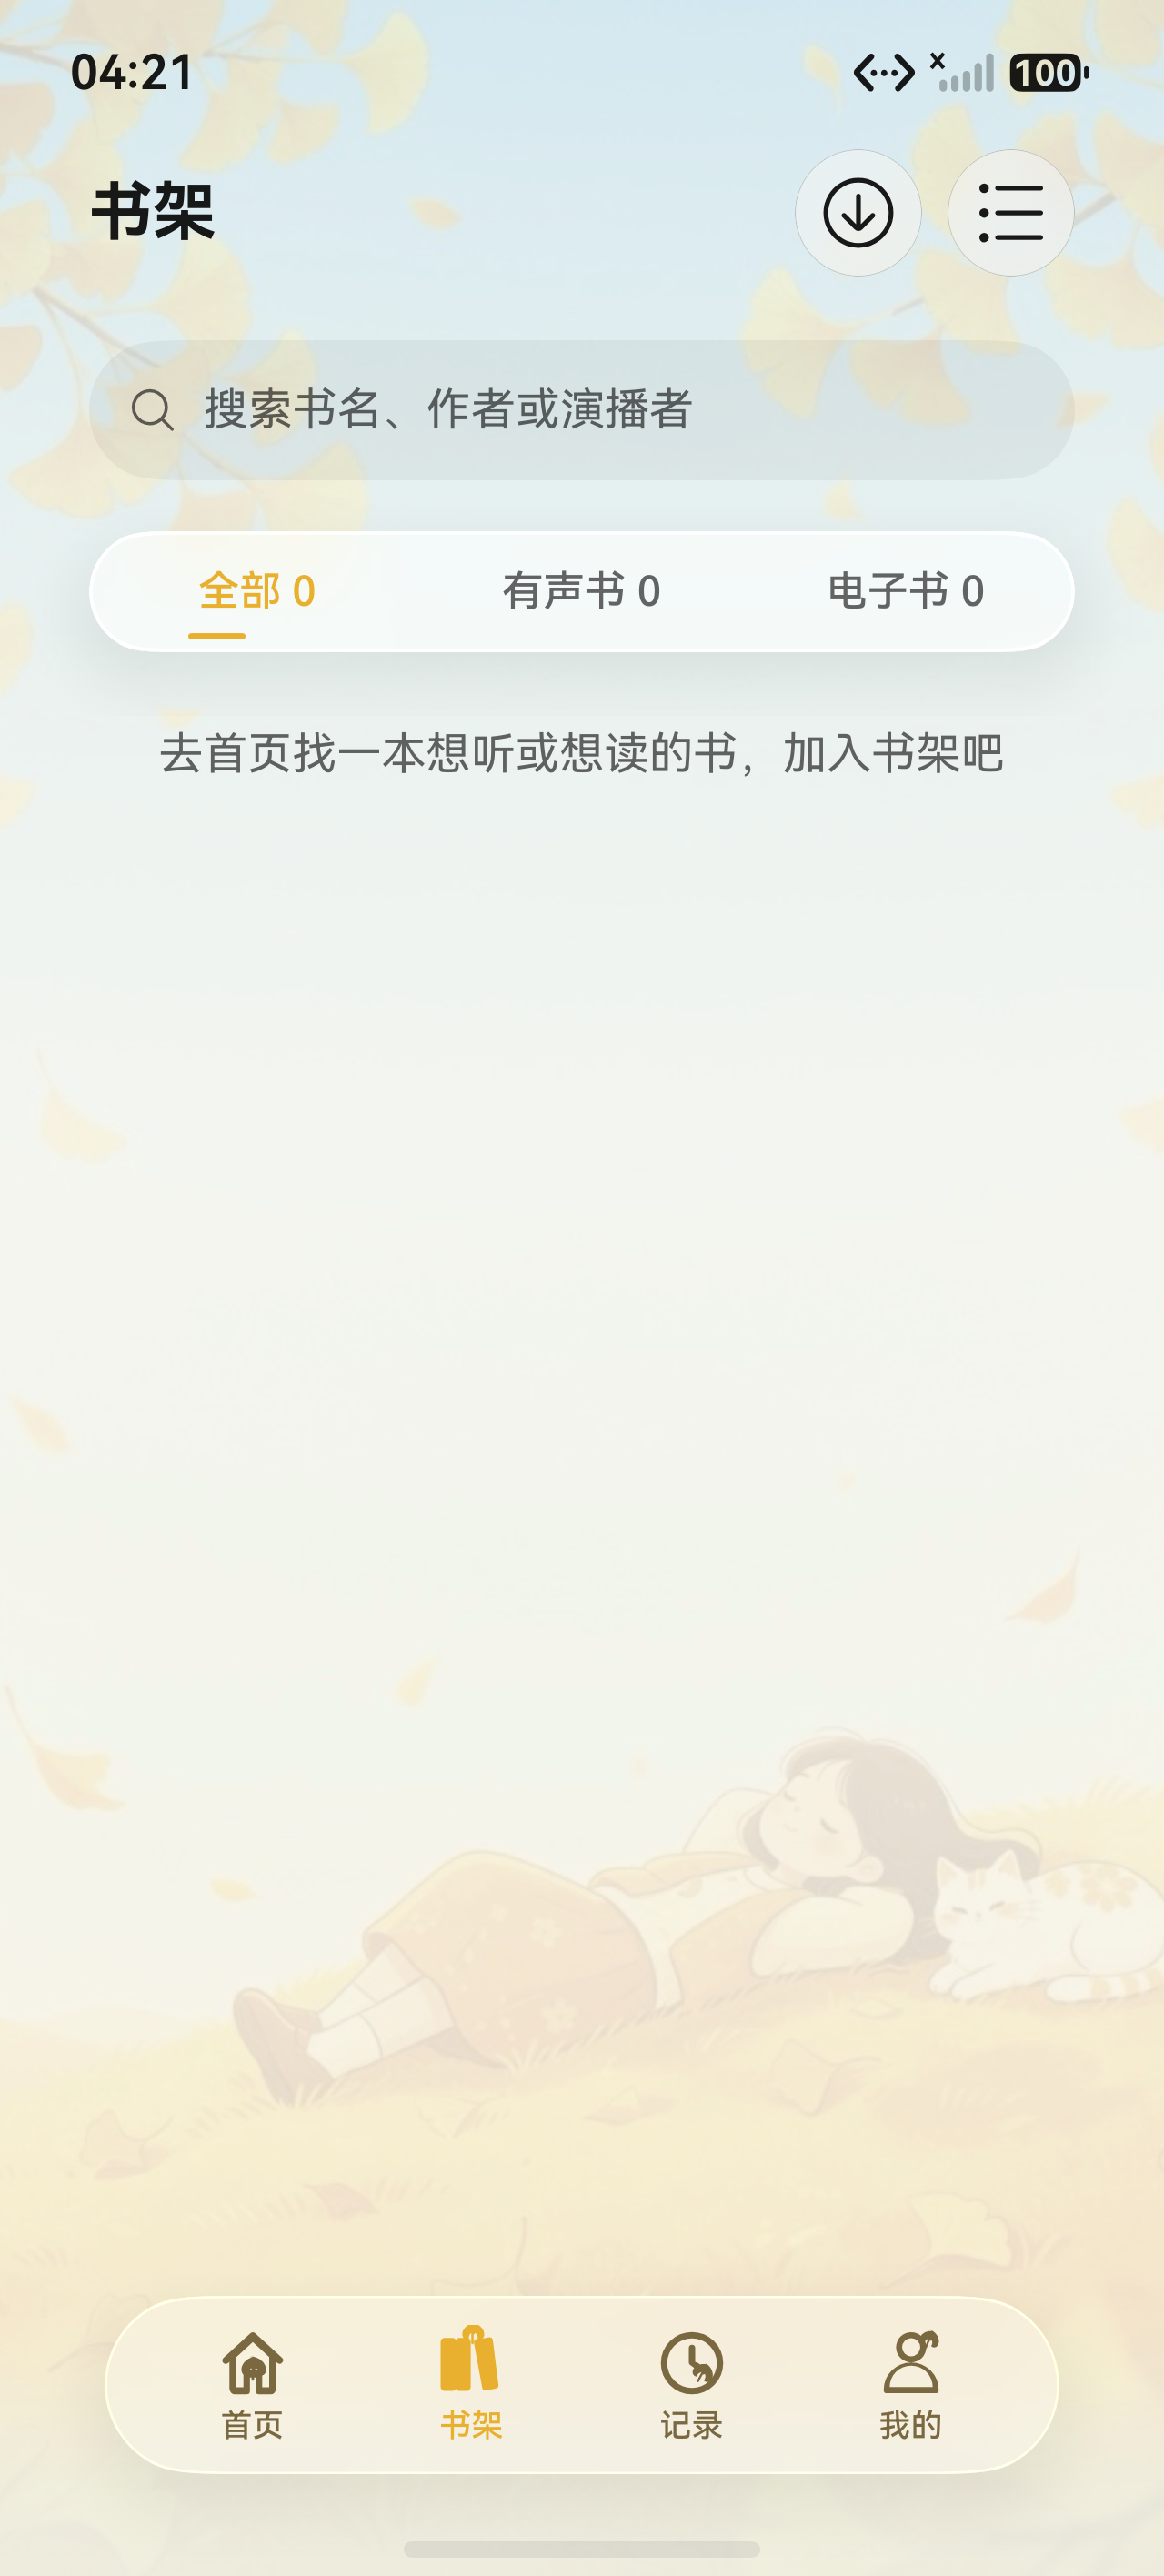 04:21
100
书架
搜索书名、作者或演播者
全部 0 有声书 0 电子书 0
去首页找一本想听或想读的书，加入书架吧
首页 书架 记录 我的